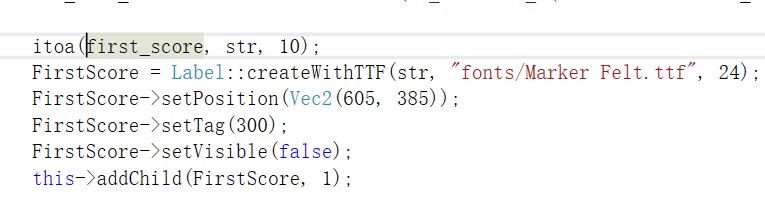 itoa(first_score, str, 10);
FirstScore = Label::createWithTTF(str, "fonts/Marker Felt.ttf", 24);
FirstScore->setPosition(Vec2(605, 385));
FirstScore->setTag(300);
FirstScore->setVisible(false);
this->addChild(FirstScore, 1);